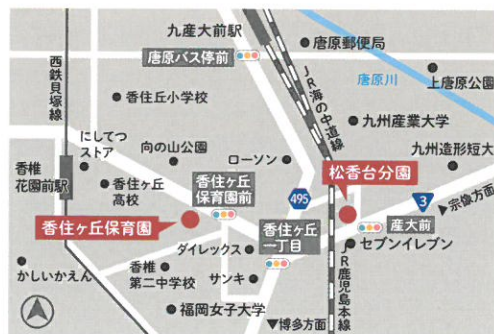 九産大前駅
唐原郵便局
唐原バス停前
唐原川
上唐原公園
西鉄貝塚線
JR海の中道線
香住丘小学校
九州産業大学
にしてつ
ストア
向の山公園
ローソン
九州造形短大
香椎
花園前駅
香住ヶ丘
高校
香住ヶ丘
保育園前
495
松香台分園
3
▶宗像方面
香住ヶ丘保育園
香住ヶ丘
一丁目
産大前
ダイレックス
セブンイレブン
かしいかえん
香椎
第二中学校
サンキ
JR鹿児島本線
福岡女子大学
▼博多方面